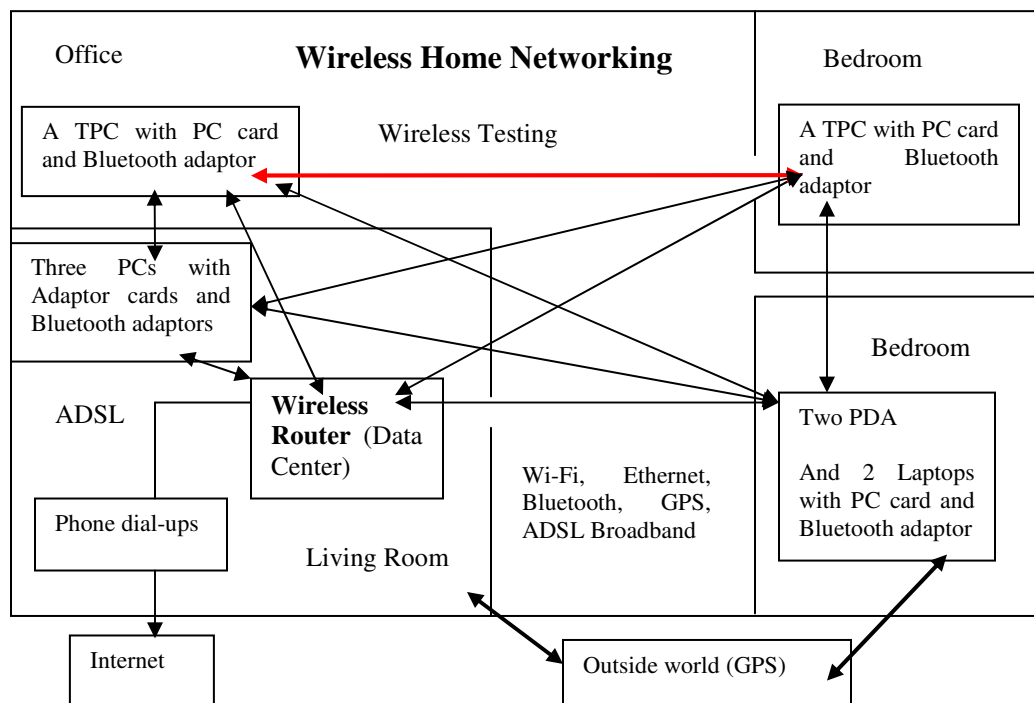 Office
Wireless Home Networking
Bedroom
A TPC with PC card
and Bluetooth adaptor
Wireless Testing
A TPC with PC card
and Bluetooth
adaptor
Three PCs with
Adaptor cards and
Bluetooth adaptors
Bedroom
ADSL
Wireless
Router (Data
Center)
Two PDA
And 2 Laptops
with PC card and
Bluetooth adaptor
Wi-Fi, Ethernet,
Bluetooth, GPS,
ADSL Broadband
Phone dial-ups
Living Room
Internet
Outside world (GPS)